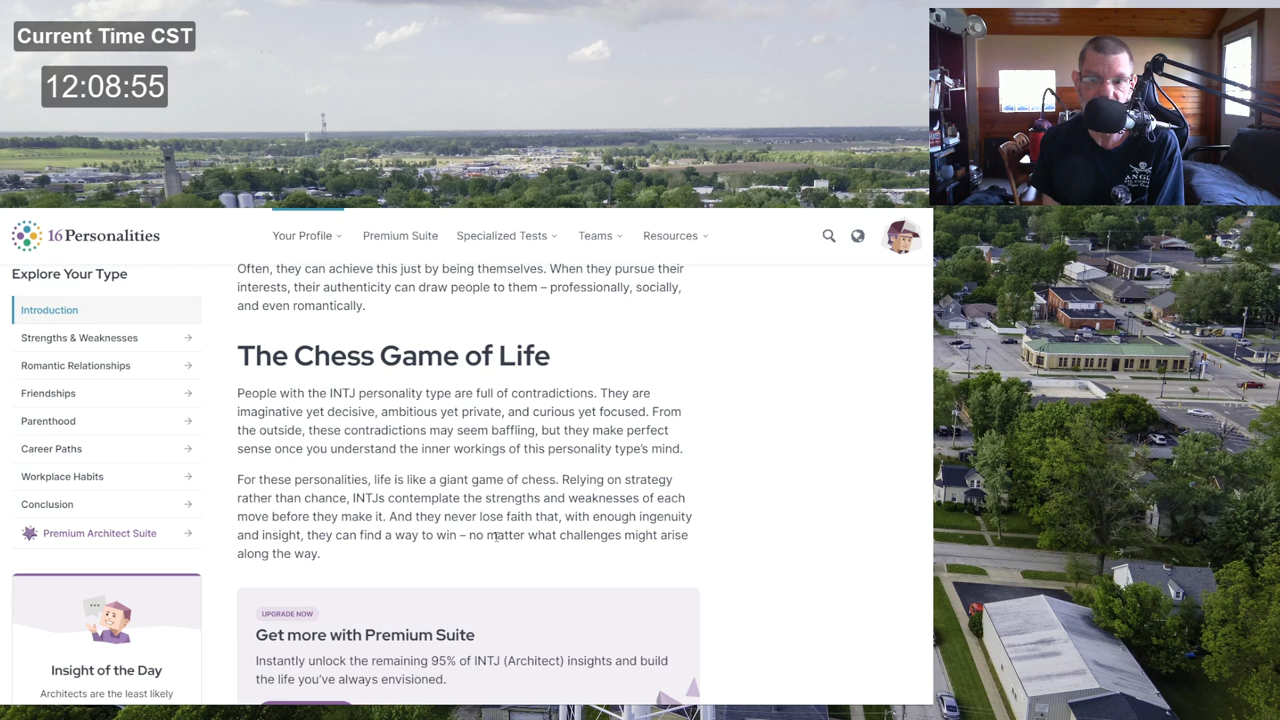 Current Time CST
12:08:55
16Personalities
Your Profile
Premium Suite
Specialized Tests
Teams
Resources
Explore Your Type
Introduction
Strengths & Weaknesses
Romantic Relationships
Friendships
Parenthood
Career Paths
Workplace Habits
Conclusion
Premium Architect Suite
Insight of the Day
Architects are the least likely
Often, they can achieve this just by being themselves. When they pursue their
interests, their authenticity can draw people to them – professionally, socially,
and even romantically.
The Chess Game of Life
People with the INTJ personality type are full of contradictions. They are
imaginative yet decisive, ambitious yet private, and curious yet focused. From
the outside, these contradictions may seem baffling, but they make perfect
sense once you understand the inner workings of this personality type's mind.
For these personalities, life is like a giant game of chess. Relying on strategy
rather than chance, INTJs contemplate the strengths and weaknesses of each
move before they make it. And they never lose faith that, with enough ingenuity
and insight, they can find a way to win – no matter what challenges might arise
along the way.
UPGRADE NOW
Get more with Premium Suite
Instantly unlock the remaining 95% of INTJ (Architect) insights and build
the life you've always envisioned.